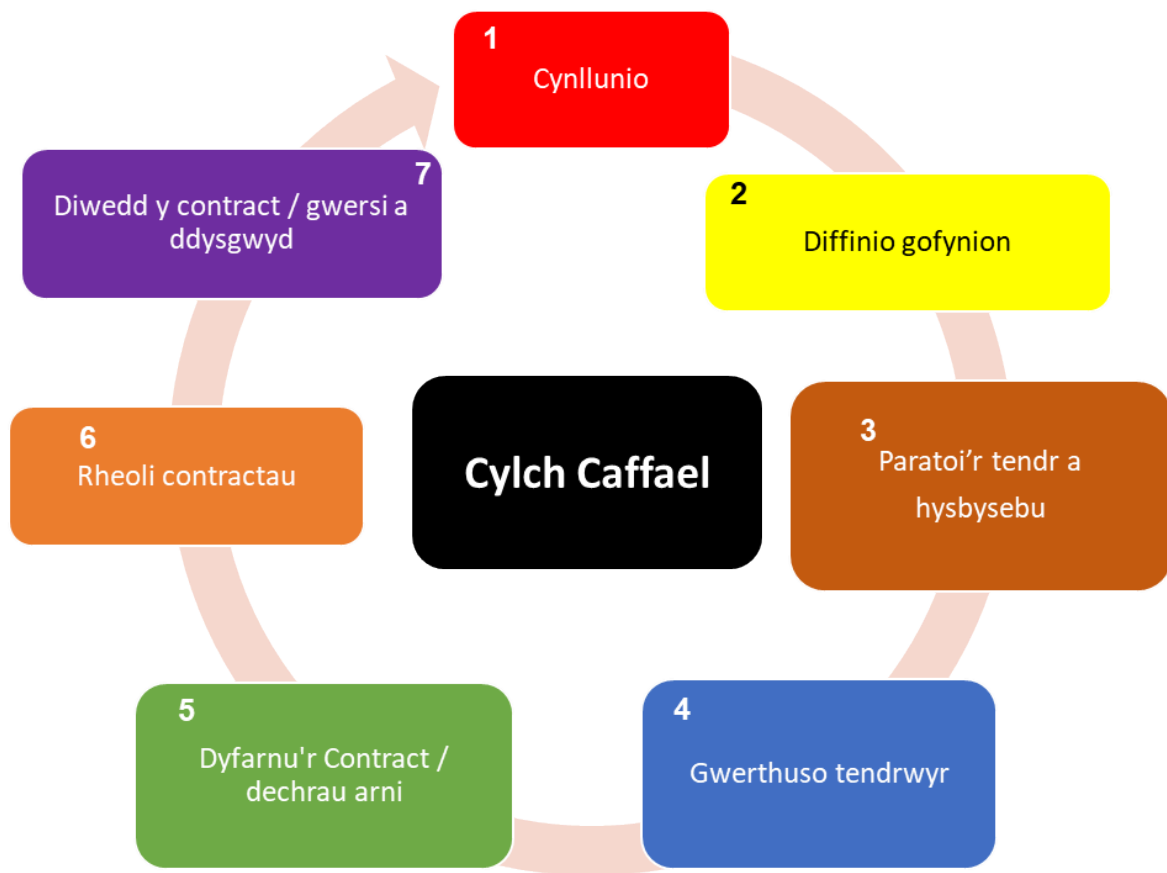 1
Cynllunio
2
Diffinio gofynion
3
Paratoi’r tendr a
hysbysebu
4
Gwerthuso tendrwyr
5
Dyfarnu'r Contract /
dechrau arni
6
Rheoli contractau
7
Diwedd y contract / gwersi a
ddysgwyd
Cylch Caffael